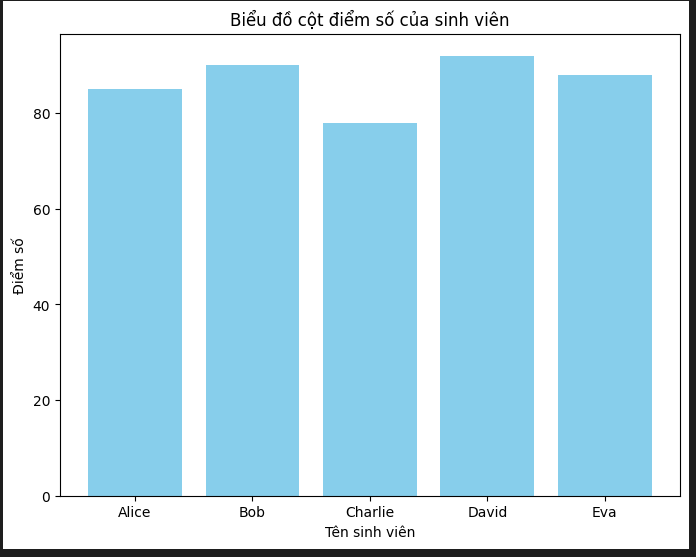 Biểu đồ cột điểm số của sinh viên
Điểm số
80
60
40
20
0
Alice Bob Charlie David Eva
Tên sinh viên